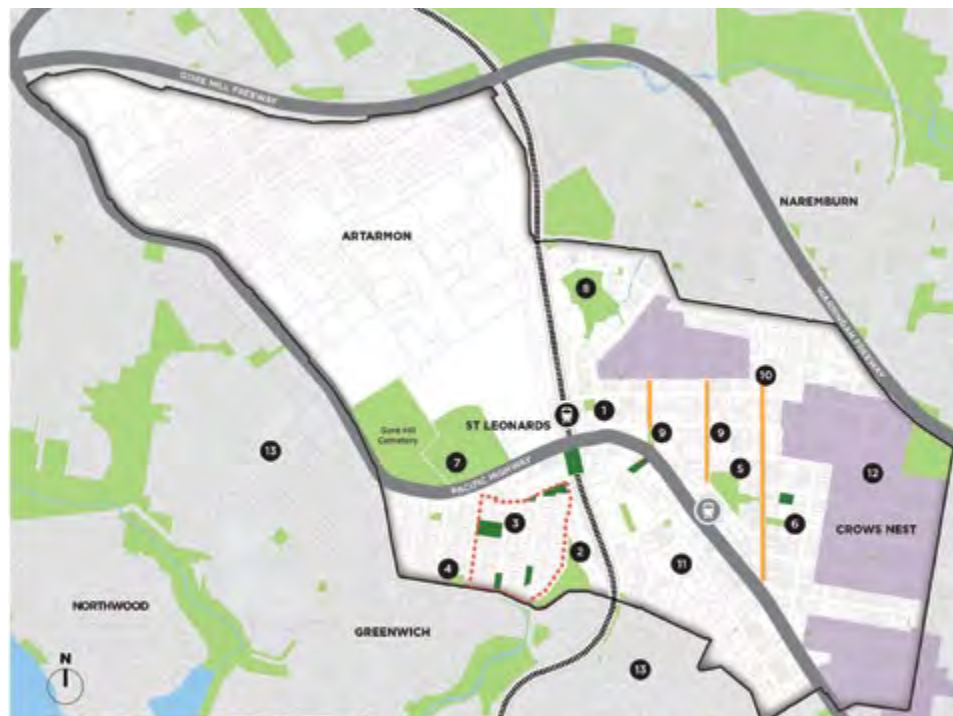 GORE HILL FREEWAY
NAREMBURN
ARTARMON
8
WARRINGAH FREEWAY
10
1
ST LEONARDS
Gore Hill
Cemetery
9
9
13
7
PACIFIC HIGHWAY
5
12
3
6
CROWS NEST
2
4
11
NORTHWOOD
GREENWICH
N
13